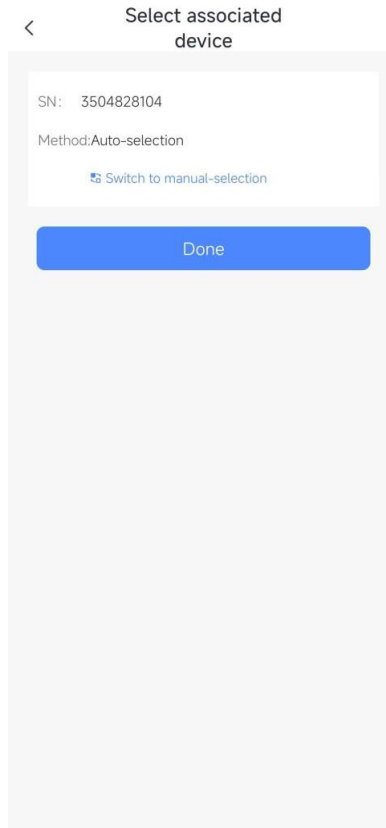 Select associated
device
SN: 3504828104
Method:Auto-selection
Switch to manual-selection
Done